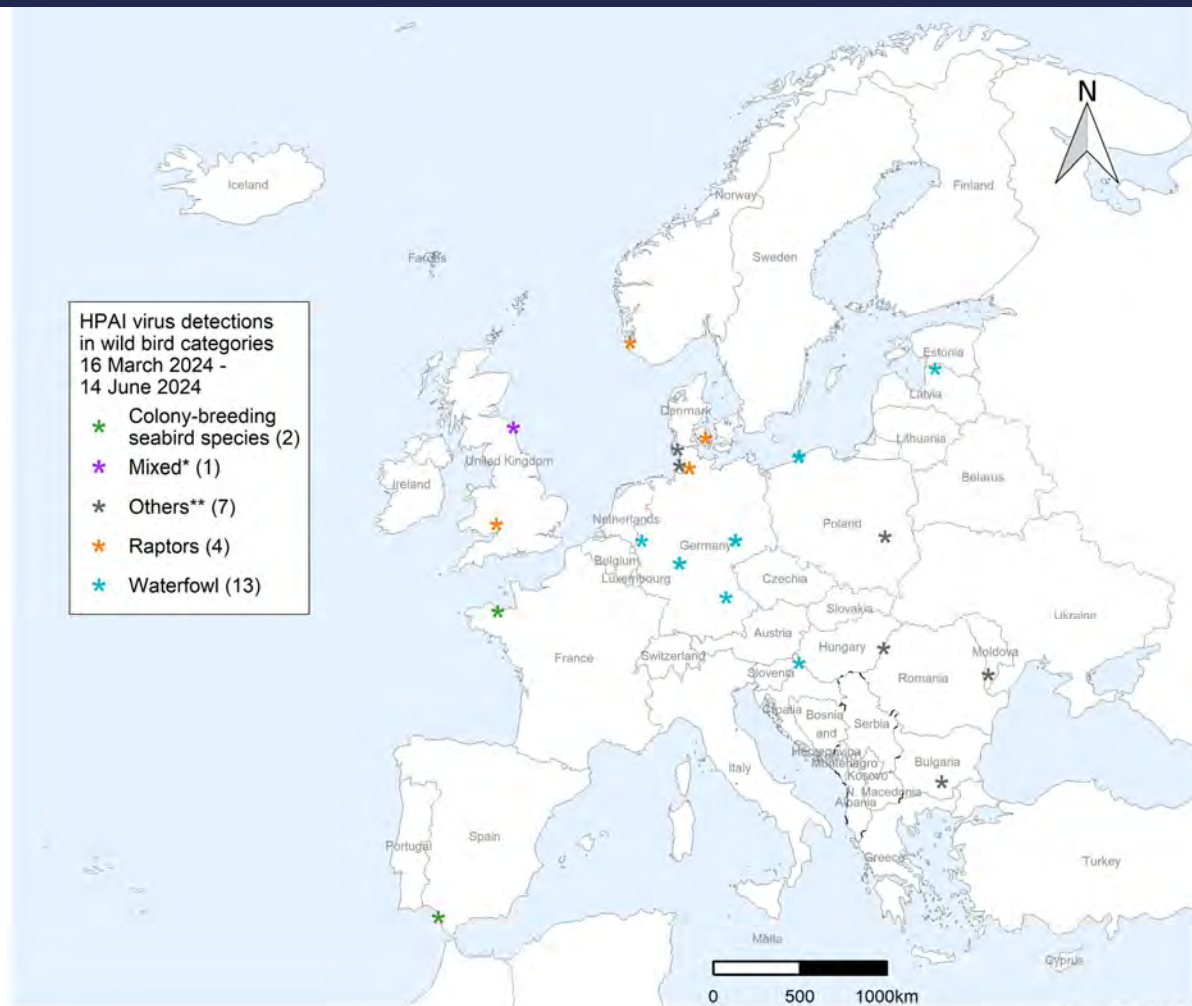 N
Iceland
Norway
Finland
Faroes
Sweden
HPAI virus detections
in wild bird categories
16 March 2024 -
14 June 2024
Colony-breeding
seabird species (2)
Mixed* (1)
Others** (7)
Raptors (4)
Waterfowl (13)
Estonia
Latvia
Denmark
Lithuania
United Kingdom
Ireland
Belarus
Netherlands
Poland
Germany
Belgium
Luxembourg
Czechia
Slovakia
Ukraine
Austria
France
Switzerland
Hungary
Moldova
Slovenia
Romania
Croatia
Bosnia
and
Herzegovina
Serbia
Montenegro
Italy
Kosovo*
Bulgaria
N. Macedonia
Albania
Portugal
Spain
Greece
Turkey
Malta
Cyprus
0 500 1000km